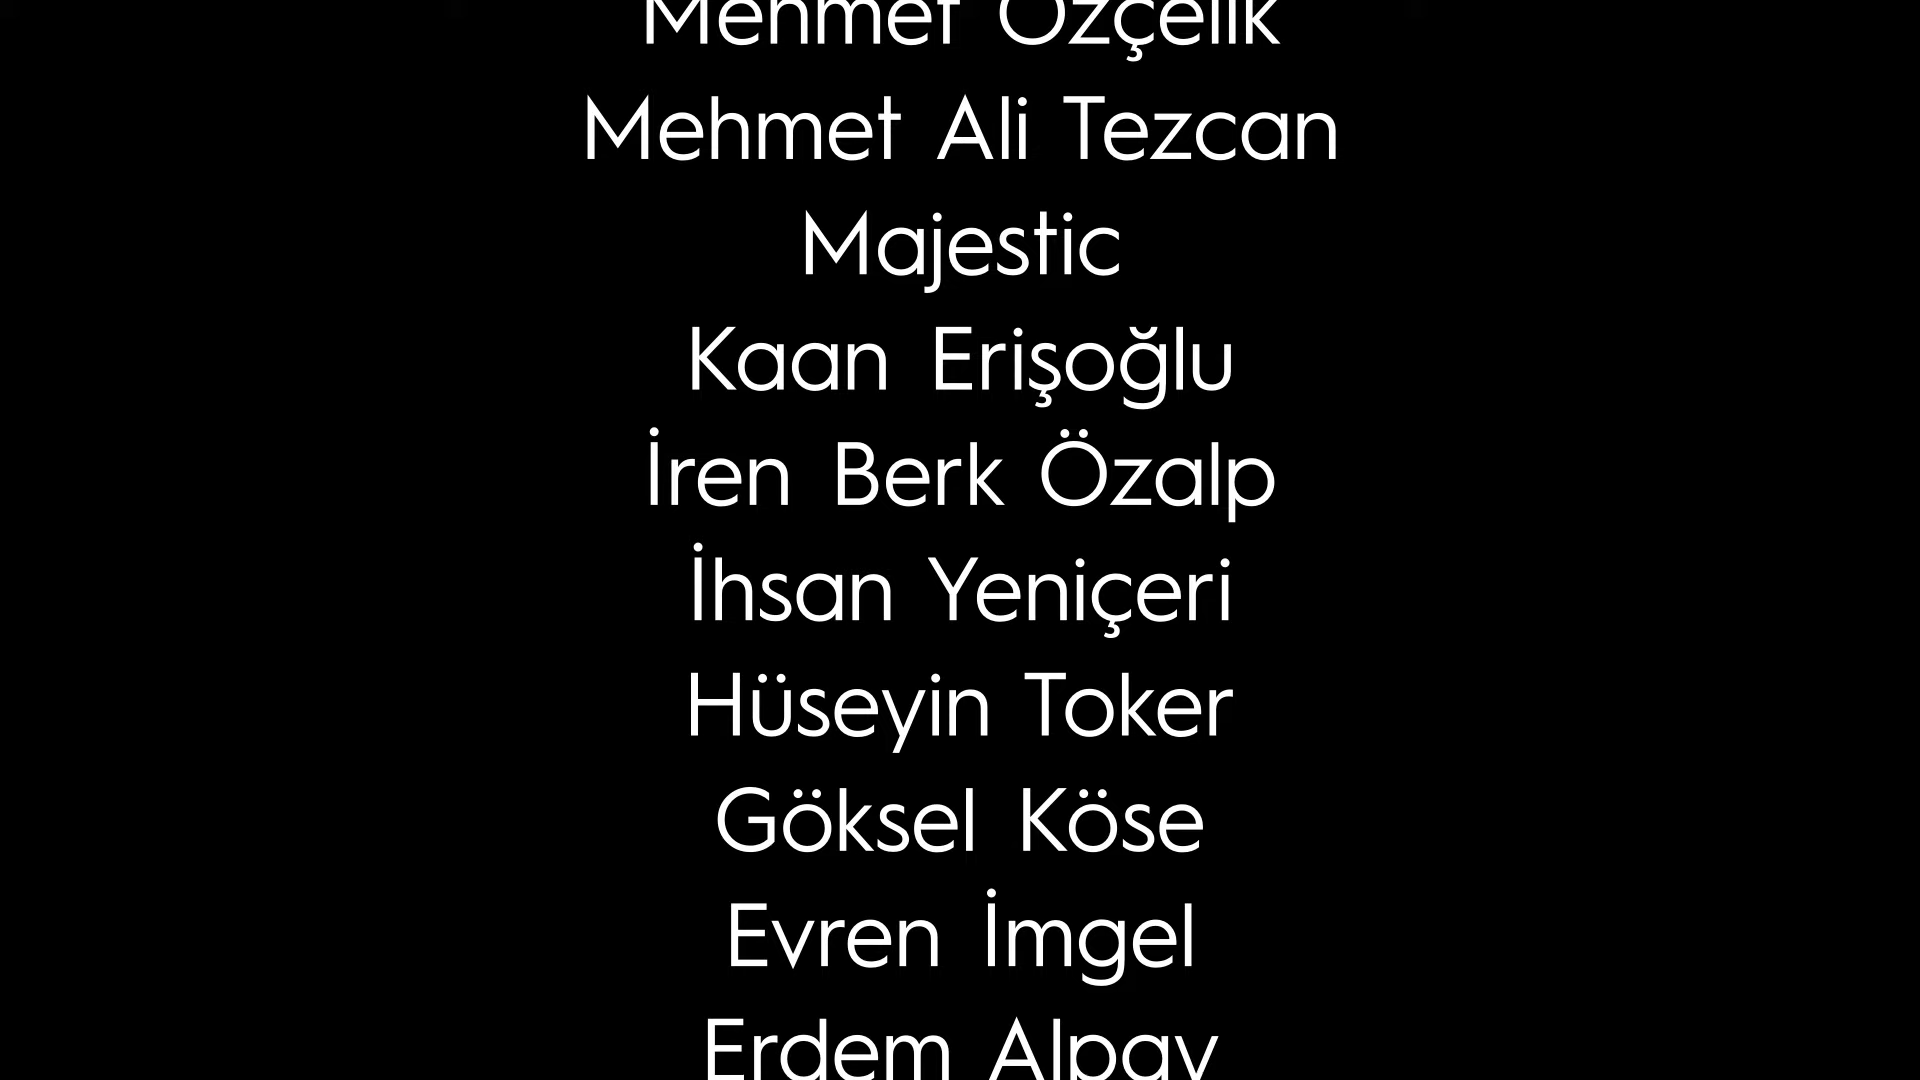 Mehmet Özçelik
Mehmet Ali Tezcan
Majestic
Kaan Erişoğlu
İren Berk Özalp
İhsan Yeniçeri
Hüseyin Toker
Göksel Köse
Evren İmgel
Erdem Alpay